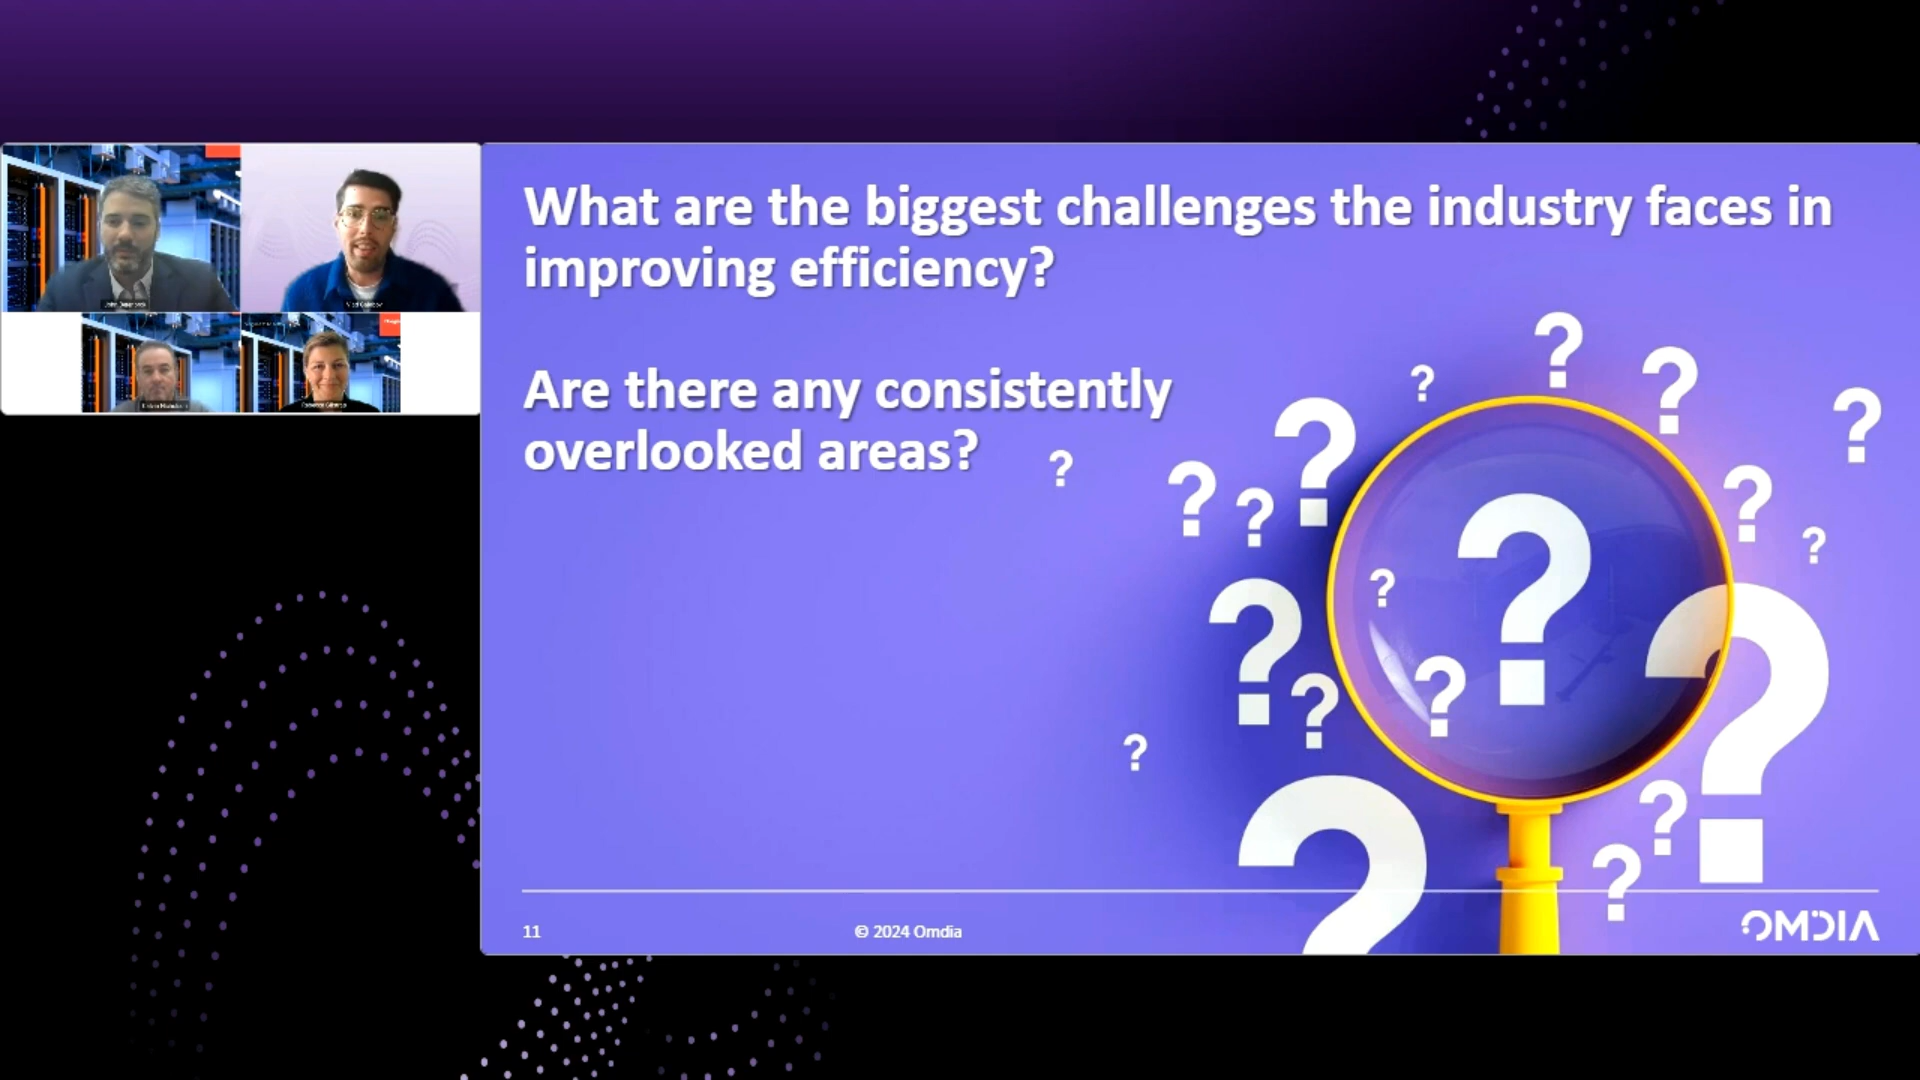 What are the biggest challenges the industry faces in
improving efficiency?
Are there any consistently
overlooked areas?
11
© 2024 Omdia
OMDIA